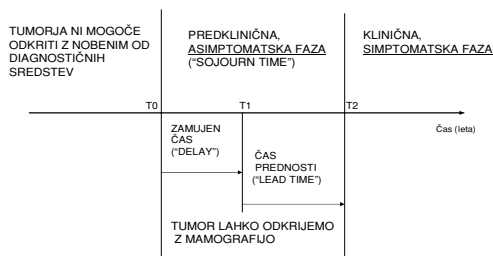 TUMORJA NI MOGOČE
ODKRITI Z NOBENIM OD
DIAGNOSTIČNIH
SREDSTEV
PREDKLINIČNA,
ASIMPTOMATSKA FAZA
("SOJOURN TIME")
KLINIČNA,
SIMPTOMATSKA FAZA
T0
T1
T2
Čas (leta)
ZAMUJEN
ČAS
("DELAY")
ČAS
PREDNOSTI
("LEAD TIME")
TUMOR LAHKO ODKRIJEMO
Z MAMOGRAFIJO